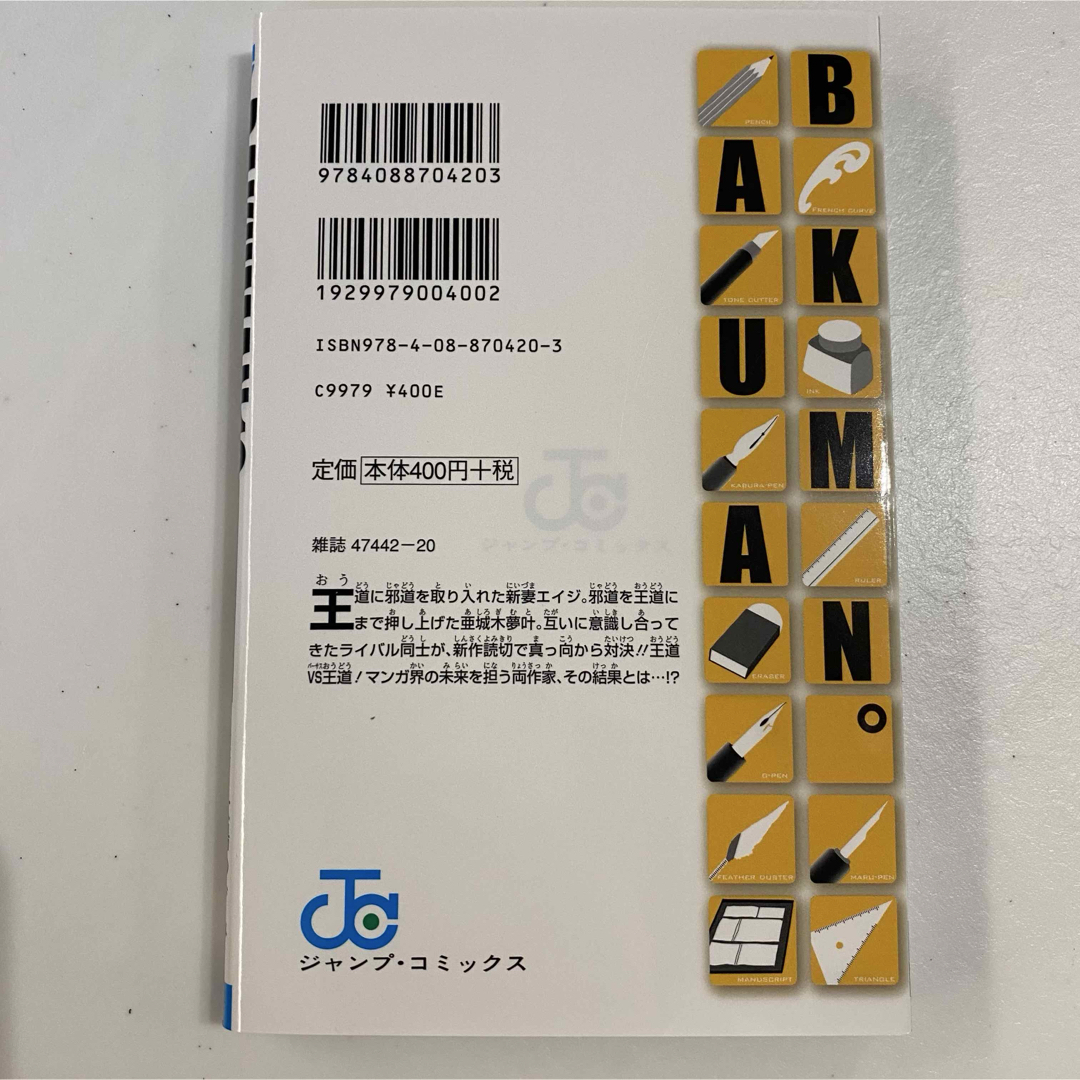 9784088704203
1929979004002
ISBN978-4-08-870420-3
C9979 ¥400E
定価 本体400円+税
雑誌 47442-20
王道に邪道を取り入れた新妻エイジ。邪道を王道に
まで押し上げた亜城木夢叶。互いに意識し合って
きたライバル同士が、新作読切で真っ向から対決!!王道
VS王道!マンガ界の未来を担う両作家、その結果とは…!?
ジャンプ・コミックス
PENCIL
B
A
FRENCH CURVE
TONE CUTTER
K
U
INK
KABURA-PEN
M
A
RULER
ERASER
N
G-PEN
°
FEATHER DUSTER
MARU-PEN
MANUSCRIPT
TRIANGLE